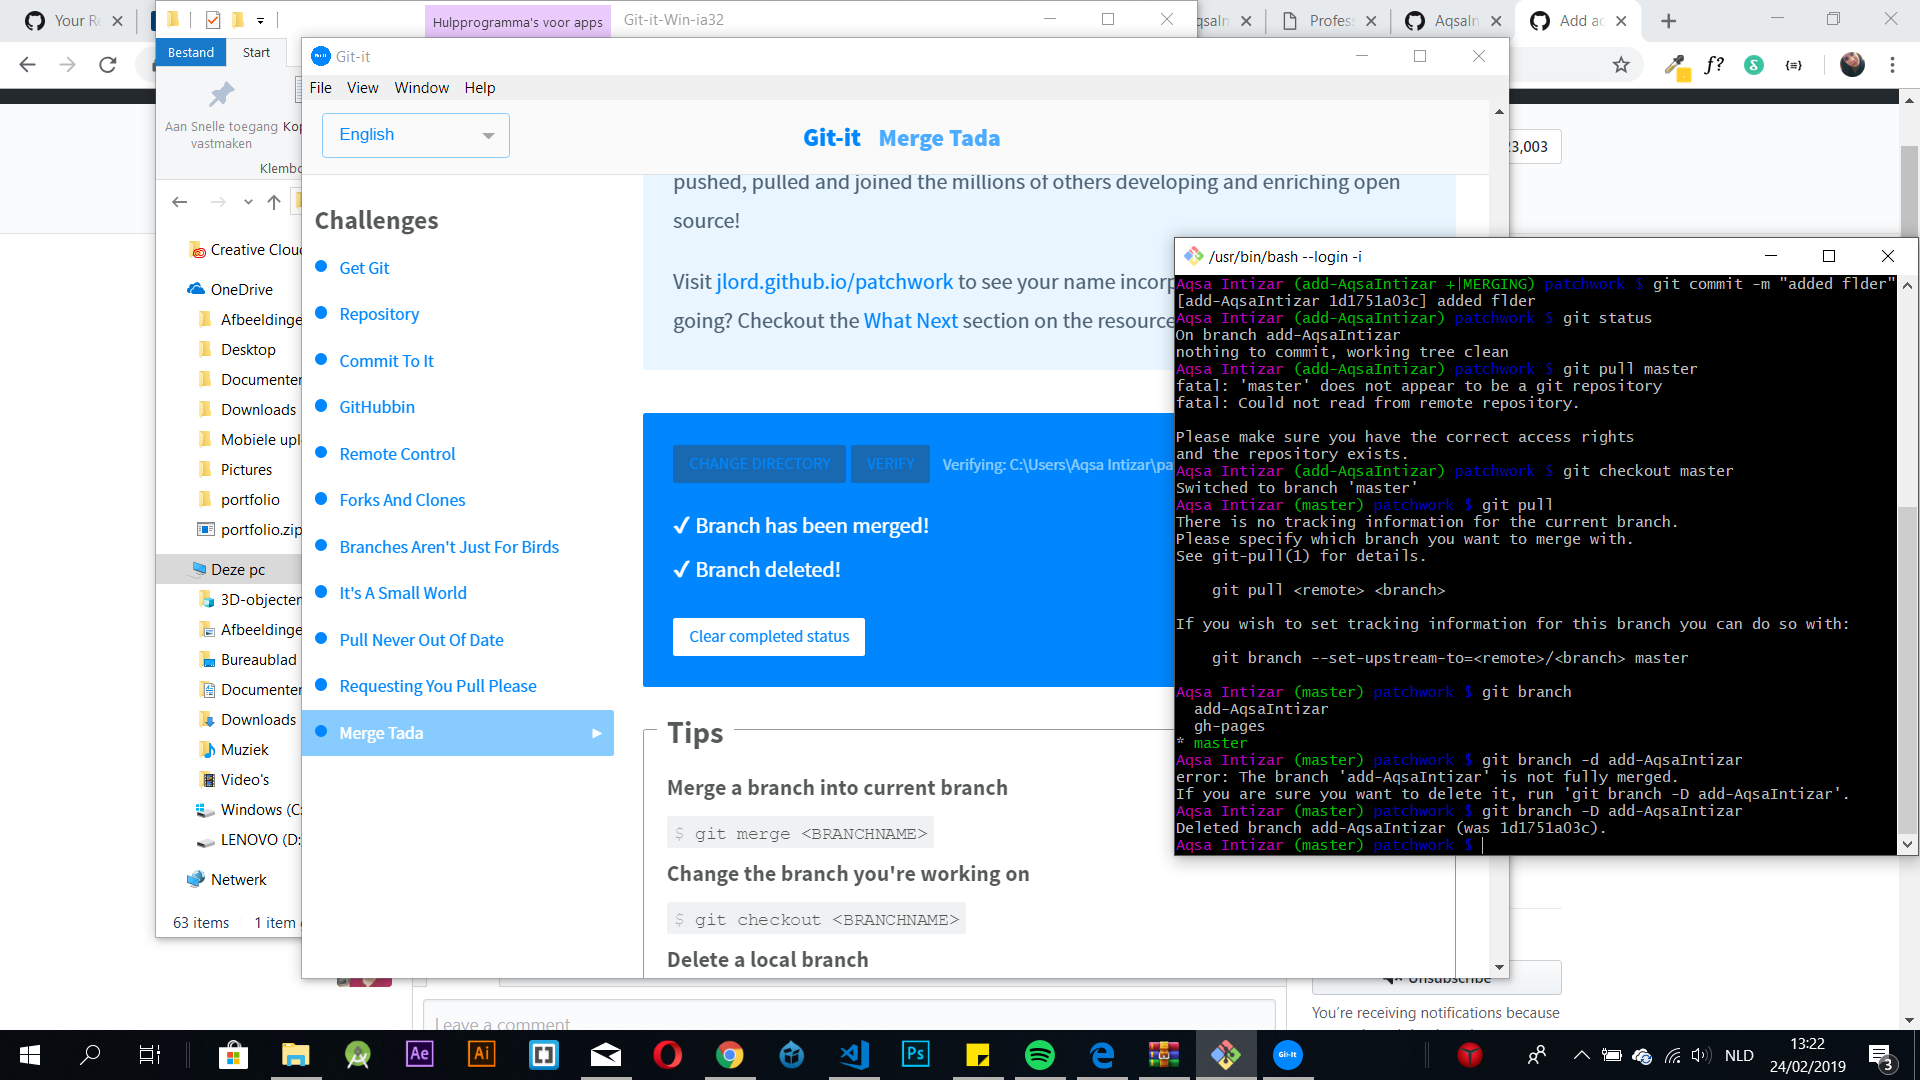 Your R
Hulpprogramma's voor apps
Git-it-Win-ia32
qsaIn
Profes
AqsaIn
Add ac
Bestand
Start
Aan Snelle toegang
vastmaken
Kop
Klembo
Git-it
File
View
Window
Help
English
Git-it Merge Tada
23,003
f?
Creative Cloud
OneDrive
Afbeeldinge
Desktop
Documenten
Downloads
Mobiele upl
Pictures
portfolio
portfolio.zip
Deze pc
3D-objecten
Afbeeldinge
Bureaublad
Documenten
Downloads
Muziek
Video's
Windows (C:
LENOVO (D:
Netwerk
63 items
1 item
Challenges
Get Git
Repository
Commit To It
GitHubbin
Remote Control
Forks And Clones
Branches Aren't Just For Birds
It's A Small World
Pull Never Out Of Date
Requesting You Pull Please
Merge Tada
pushed, pulled and joined the millions of others developing and enriching open
source!
Visit jlord.github.io/patchwork to see your name incorp
going? Checkout the What Next section on the resource
CHANGE DIRECTORY
VERIFY
Verifying: C:\Users\Aqsa Intizar\pa
✓ Branch has been merged!
✓ Branch deleted!
Clear completed status
Tips
Merge a branch into current branch
$ git merge <BRANCHNAME>
Change the branch you're working on
$ git checkout <BRANCHNAME>
Delete a local branch
/usr/bin/bash --login -i
Aqsa Intizar (add-AqsaIntizar +|MERGING) patchwork $ git commit -m "added flder"
[add-AqsaIntizar 1d1751a03c] added flder
Aqsa Intizar (add-AqsaIntizar) patchwork $ git status
On branch add-AqsaIntizar
nothing to commit, working tree clean
Aqsa Intizar (add-AqsaIntizar) patchwork $ git pull master
fatal: 'master' does not appear to be a git repository
fatal: Could not read from remote repository.
Please make sure you have the correct access rights
and the repository exists.
Aqsa Intizar (add-AqsaIntizar) patchwork $ git checkout master
Switched to branch 'master'
Aqsa Intizar (master) patchwork $ git pull
There is no tracking information for the current branch.
Please specify which branch you want to merge with.
See git-pull(1) for details.
git pull <remote> <branch>
If you wish to set tracking information for this branch you can do so with:
git branch --set-upstream-to=<remote>/<branch> master
Aqsa Intizar (master) patchwork $ git branch
add-AqsaIntizar
gh-pages
* master
Aqsa Intizar (master) patchwork $ git branch -d add-AqsaIntizar
error: The branch 'add-AqsaIntizar' is not fully merged.
If you are sure you want to delete it, run 'git branch -D add-AqsaIntizar'.
Aqsa Intizar (master) patchwork $ git branch -D add-AqsaIntizar
Deleted branch add-AqsaIntizar (was 1d1751a03c).
Aqsa Intizar (master) patchwork $
Leave a comment
Unsubscribe
You're receiving notifications because
Ae
Ai
Ps
Git-it
NLD
13:22
24/02/2019
3